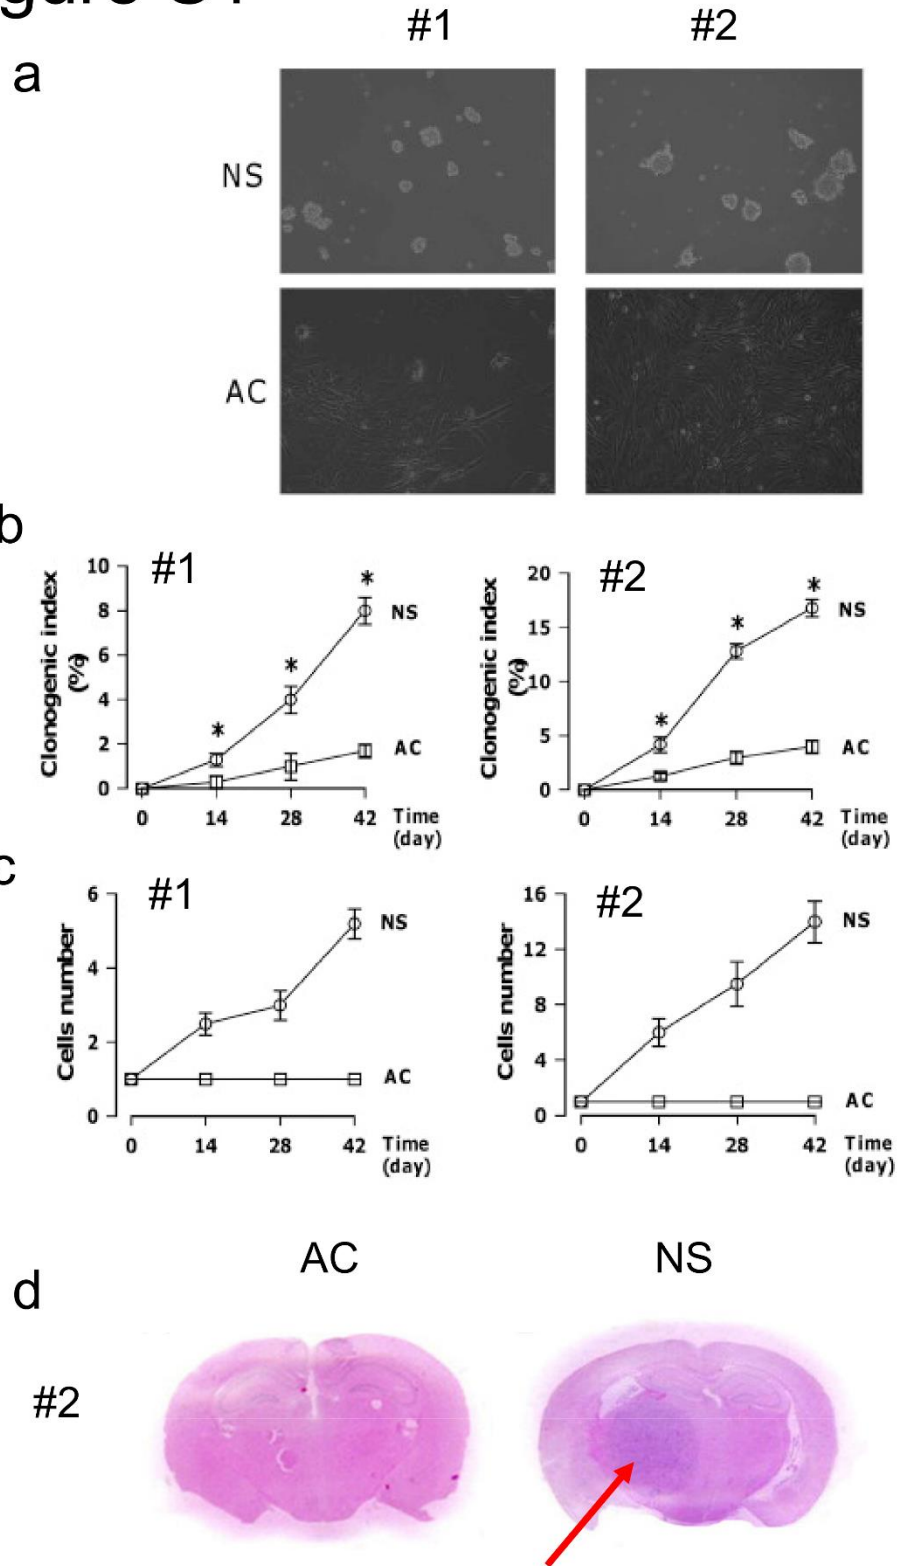 #1 #2
a
NS
AC
b
#1 #2
Clonogenic index (%)
10
8
6
4
2
0
* * *
NS
AC
0 14 28 42 Time (day)
Clonogenic index (%)
20
15
10
5
0
* * *
NS
AC
0 14 28 42 Time (day)
c
#1 #2
Cells number
6
4
2
0
NS
AC
0 14 28 42 Time (day)
Cells number
16
12
8
4
0
NS
AC
0 14 28 42 Time (day)
AC NS
d
#2